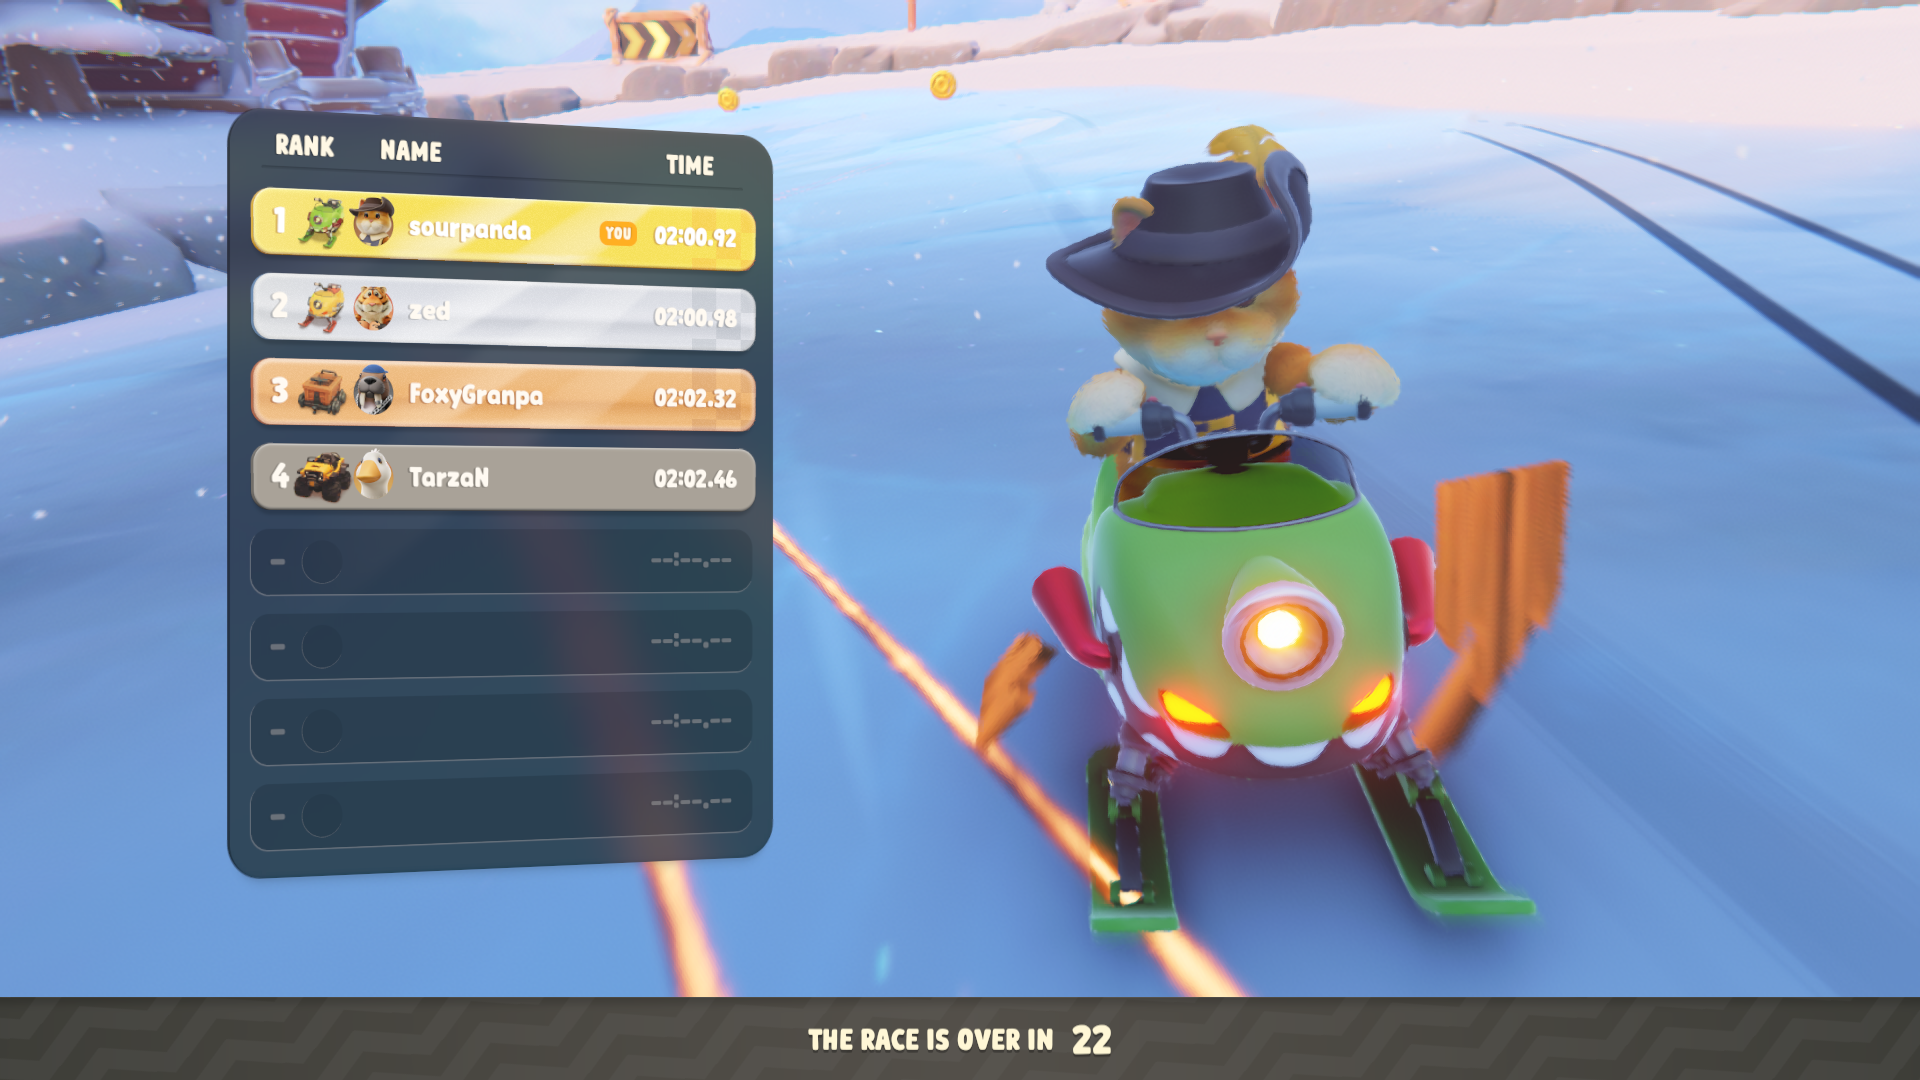 RANK NAME TIME
1 sourpanda YOU 02:00.92
2 zed 02:00.98
3 FoxyGranpa 02:02.32
4 TarzaN 02:02.46
- --:--.--
- --:--.--
- --:--.--
- --:--.--
THE RACE IS OVER IN 22